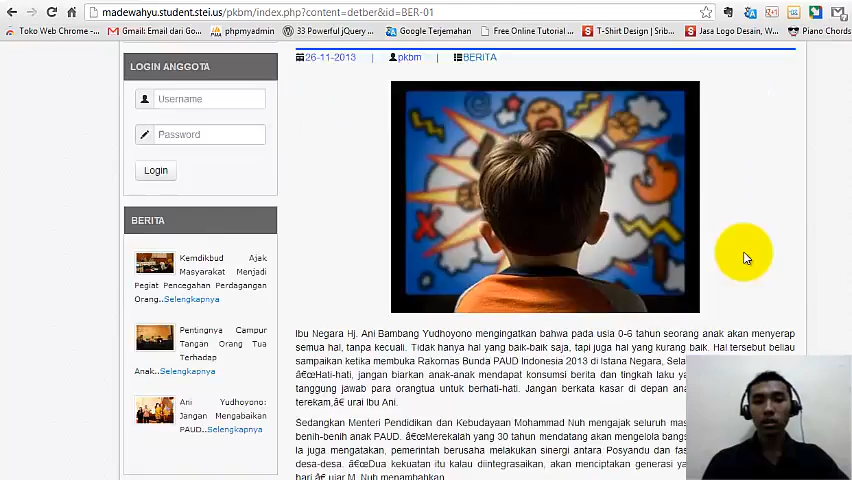 madewahyu.student.stei.us/pkbm/index.php?content=detber&id=BER-01
Toko Web Chrome -... Gmail: Email dari Go... phpmyadmin 33 Powerful jQuery ... Google Terjemahan Free Online Tutorial ... T-Shirt Design | Srib... Jasa Logo Desain, W... Piano Chords
LOGIN ANGGOTA
Username
Password
Login
BERITA
Kemdikbud Ajak
Masyarakat Menjadi
Pegiat Pencegahan Perdagangan
Orang..Selengkapnya
Pentingnya Campur
Tangan Orang Tua
Terhadap
Anak..Selengkapnya
Ani Yudhoyono:
Jangan Mengabaikan
PAUD..Selengkapnya
26-11-2013 | pkbm | BERITA
Ibu Negara Hj. Ani Bambang Yudhoyono mengingatkan bahwa pada usia 0-6 tahun seorang anak akan menyerap
semua hal, tanpa kecuali. Tidak hanya hal yang baik-baik saja, tapi juga hal yang kurang baik. Hal tersebut beliau
sampaikan ketika membuka Rakornas Bunda PAUD Indonesia 2013 di Istana Negara, Sela
â€œHati-hati, jangan biarkan anak-anak mendapat konsumsi berita dan tingkah laku ya
tanggung jawab para orangtua untuk berhati-hati. Jangan berkata kasar di depan an
terekam,â€ urai Ibu Ani.
Sedangkan Menteri Pendidikan dan Kebudayaan Mohammad Nuh mengajak seluruh mas
benih-benih anak PAUD. â€œMerekalah yang 30 tahun mendatang akan mengelola bangs
Ia juga mengatakan, pemerintah berusaha melakukan sinergi antara Posyandu dan fas
desa-desa. â€œDua kekuatan itu kalau diintegrasaikan, akan menciptakan generasi ya
hari,â€ ujar M. Nuh menambahkan.